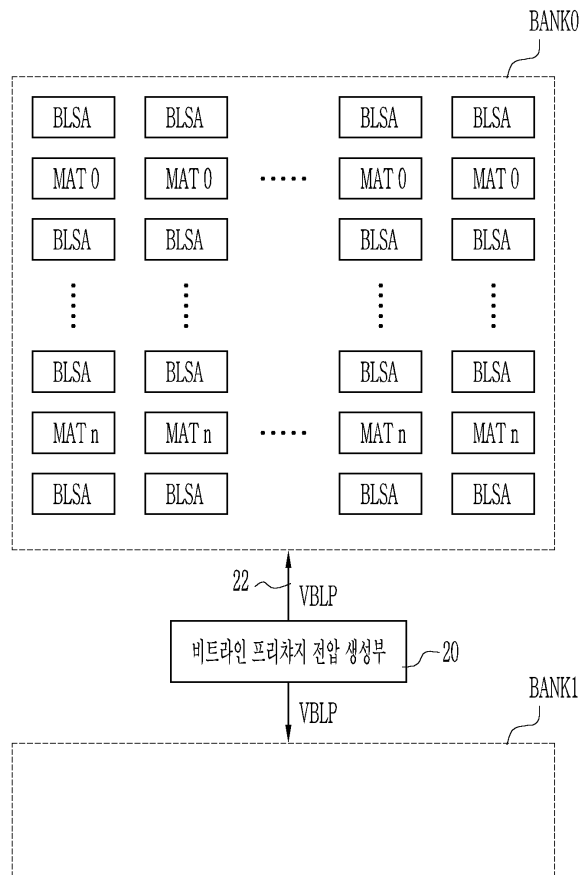 BANK0
BLSA BLSA BLSA BLSA
MAT 0 MAT 0 ..... MAT 0 MAT 0
BLSA BLSA BLSA BLSA
BLSA BLSA BLSA BLSA
MAT n MAT n ..... MAT n MAT n
BLSA BLSA BLSA BLSA
22 VBLP
비트라인 프리챠지 전압 생성부 20
VBLP
BANK1